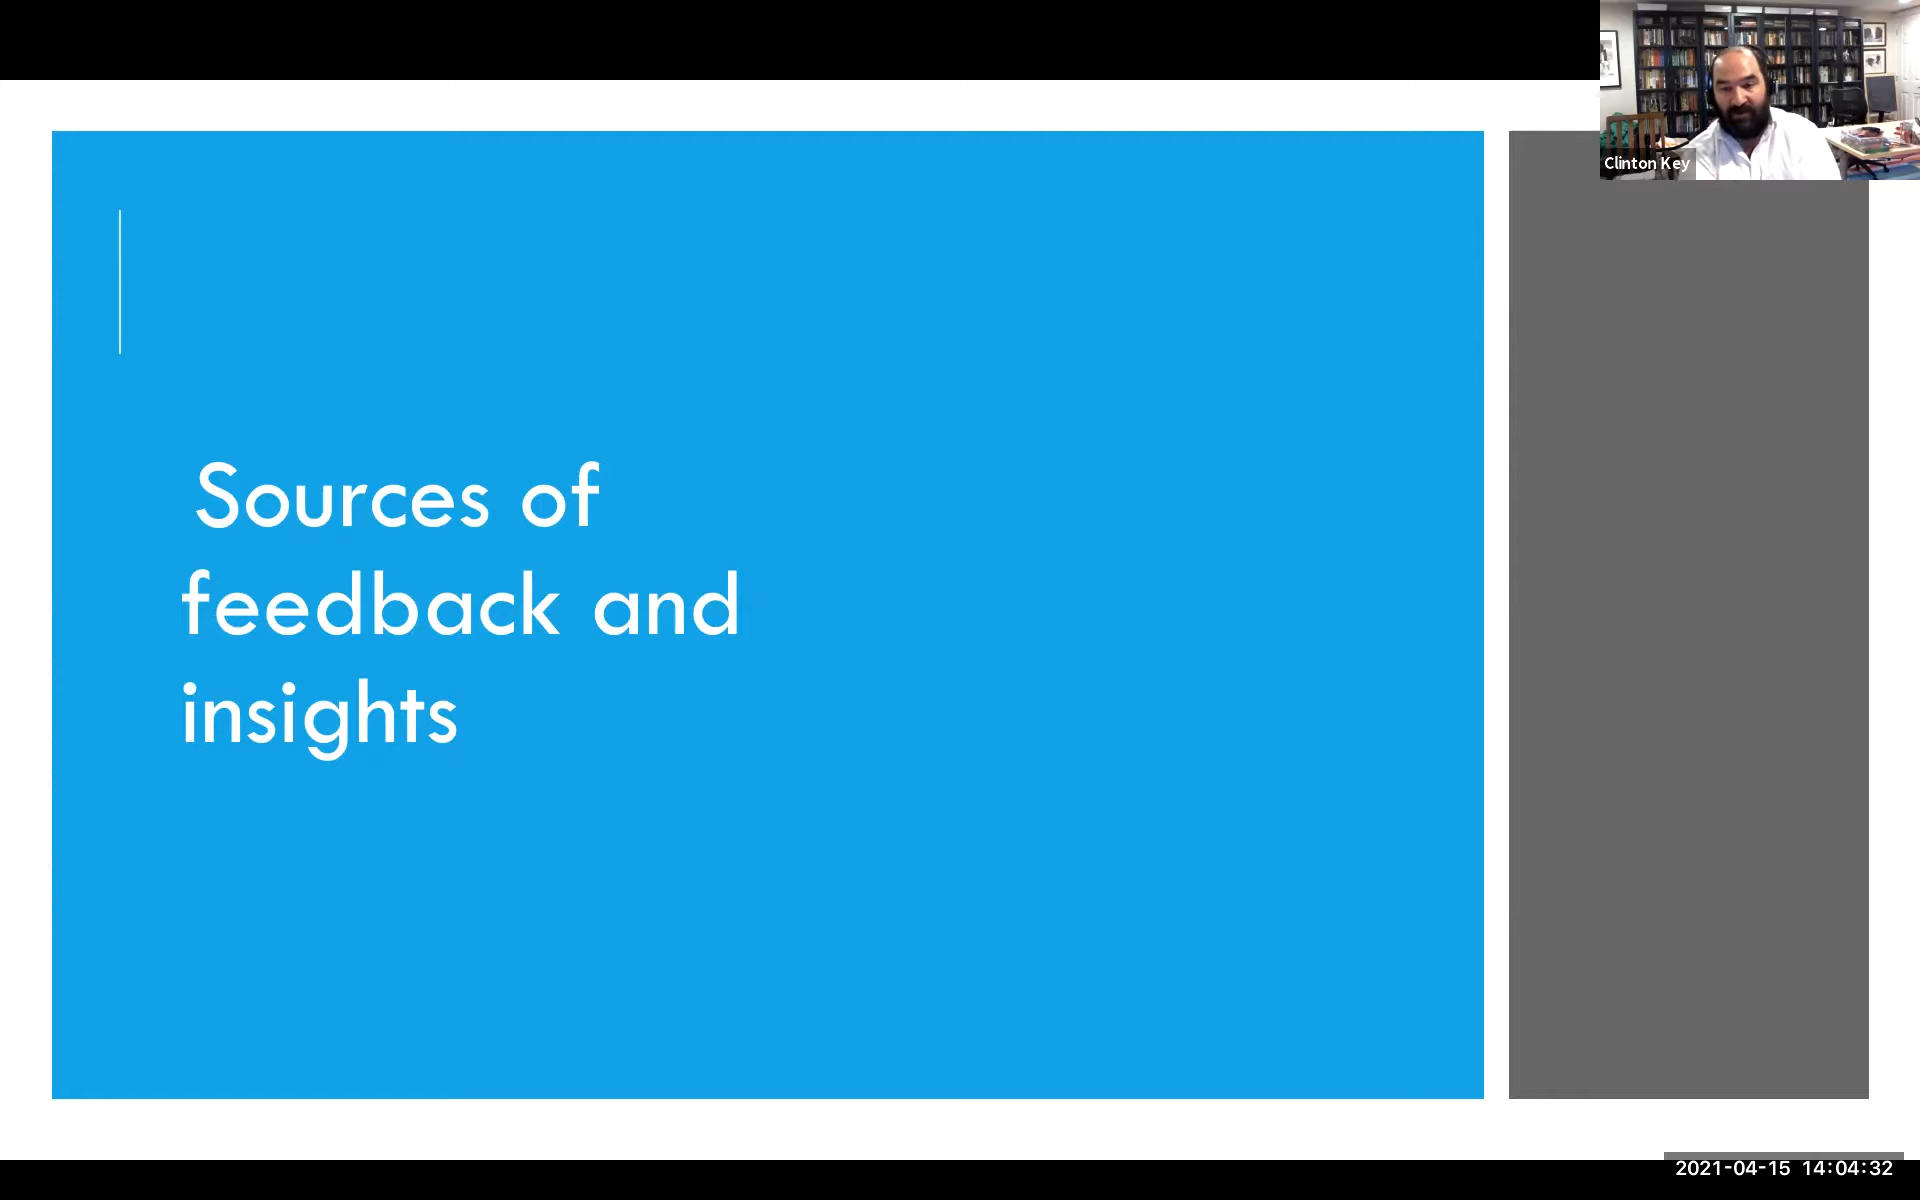 Clinton Key
Sources of
feedback and
insights
2021-04-15 14:04:32